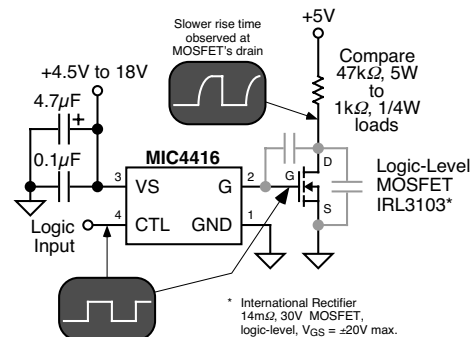 Slower rise time
observed at
MOSFET's drain
+5V
+4.5V to 18V
Compare
47kΩ, 5W
to
1kΩ, 1/4W
loads
4.7µF
+
0.1µF
MIC4416
3
VS
G
2
G
D
S
Logic-Level
MOSFET
IRL3103*
Logic
Input
4
CTL
GND
1
* International Rectifier
14mΩ, 30V MOSFET,
logic-level, VGS = ±20V max.